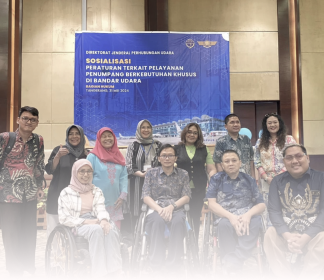 DIREKTORAT JENDERAL PERHUBUNGAN UDARA
SOSIALISASI
PERATURAN TERKAIT PELAYANAN
PENUMPANG BERKEBUTUHAN KHUSUS
DI BANDAR UDARA